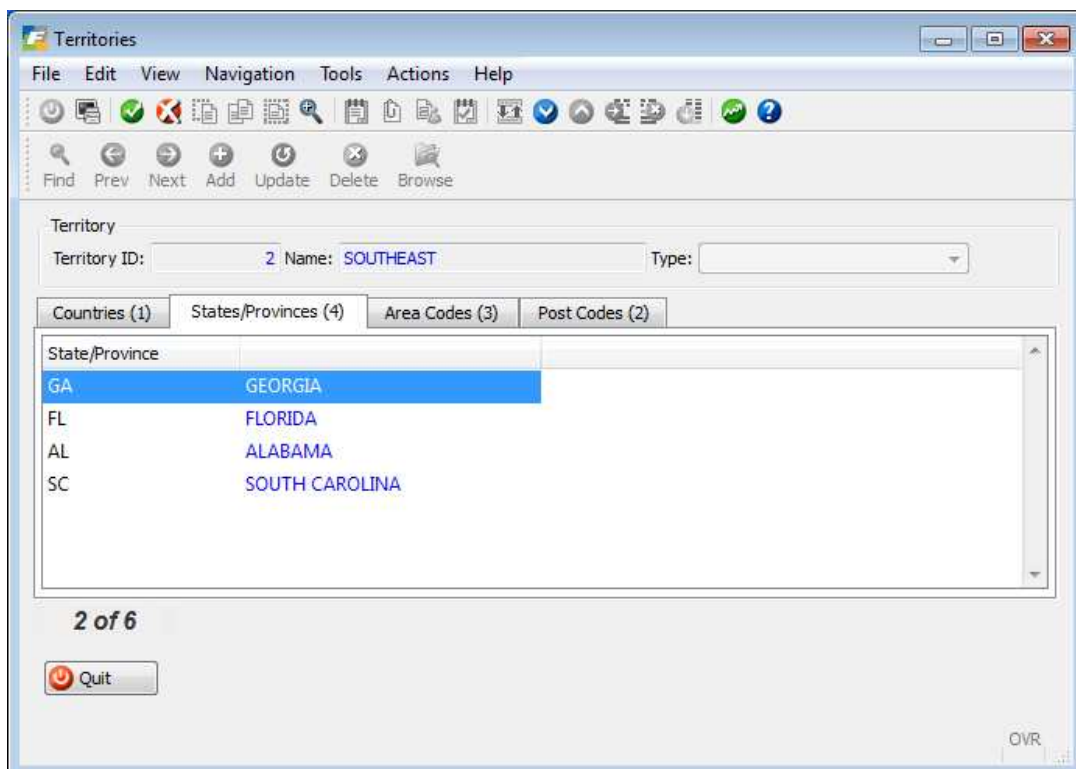 Territories
File Edit View Navigation Tools Actions Help
Find Prev Next Add Update Delete Browse
Territory
Territory ID: 2 Name: SOUTHEAST Type:
Countries (1) States/Provinces (4) Area Codes (3) Post Codes (2)
State/Province
GA GEORGIA
FL FLORIDA
AL ALABAMA
SC SOUTH CAROLINA
2 of 6
Quit
OVR